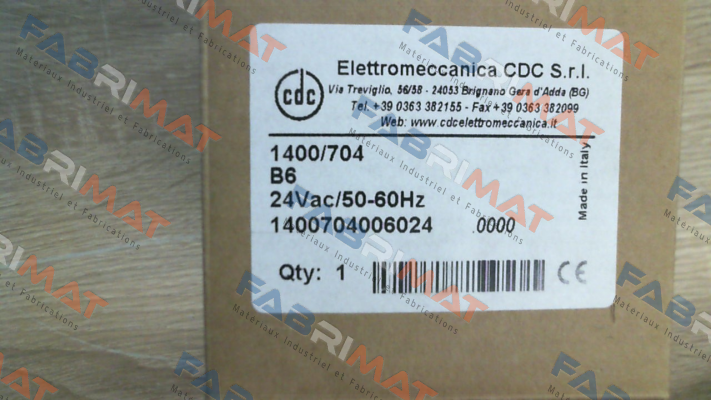 cdc
Elettromeccanica CDC S.r.l.
Via Treviglio, 56/58 - 24053 Brignano Gera d'Adda (BG)
Tel. +39 0363 382155 - Fax +39 0363 382099
Web: www.cdcelettromeccanica.it
1400/704
B6
24Vac/50-60Hz
1400704006024 .0000
Qty: 1
CE
Made in Italy
FABRIMAT
Materiaux Industriel et Fabrications